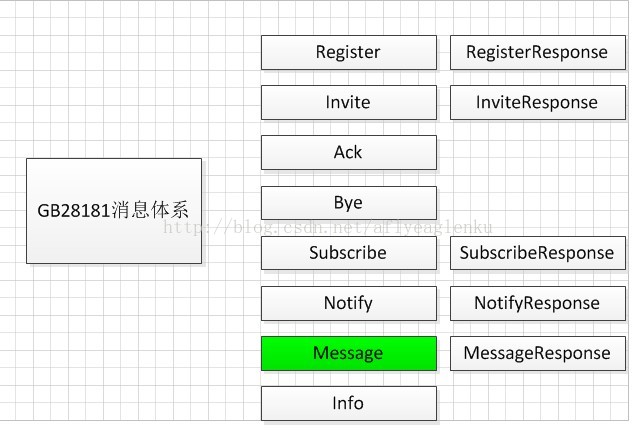 Register RegisterResponse
Invite InviteResponse
Ack
GB28181消息体系
Bye
http://blog.csdn.net/aflyeaglenku
Subscribe SubscribeResponse
Notify NotifyResponse
Message MessageResponse
Info